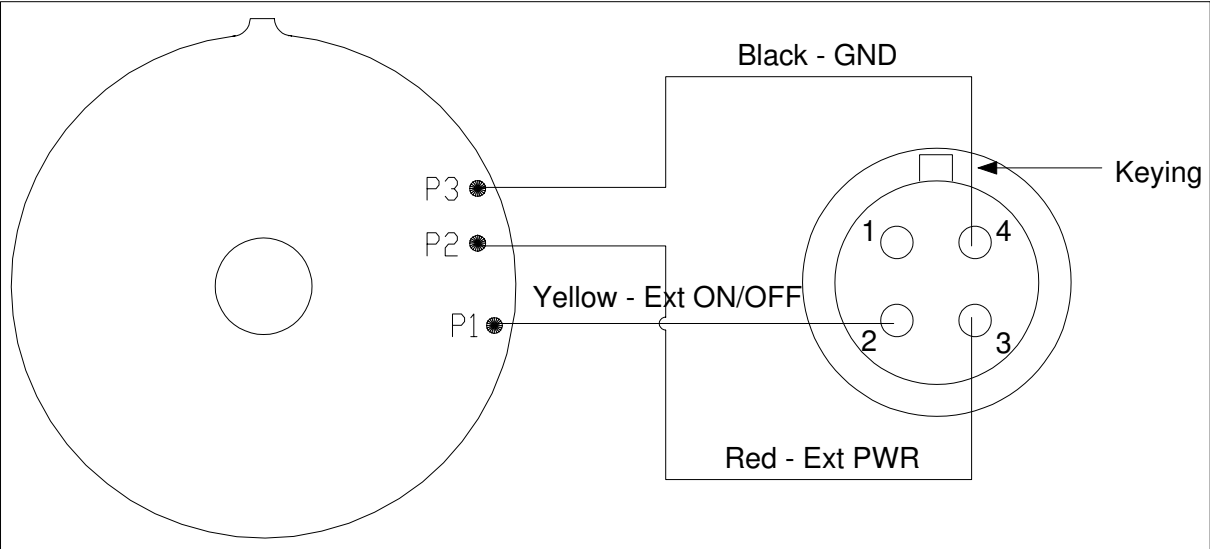 Black - GND
Keying
P3
P2
1
4
Yellow - Ext ON/OFF
P1
2
3
Red - Ext PWR